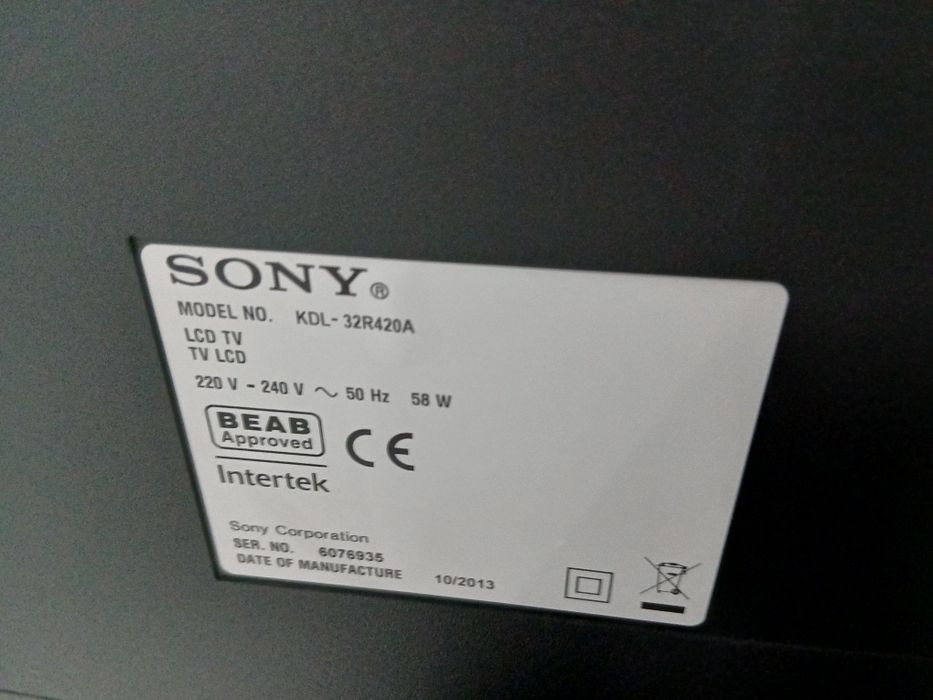 SONY®
MODEL NO. KDL-32R420A
LCD TV
TV LCD
220 V - 240 V ~ 50 Hz 58 W
BEAB
Approved
CE
Intertek
Sony Corporation
SER. NO. 6076935
DATE OF MANUFACTURE 10/2013